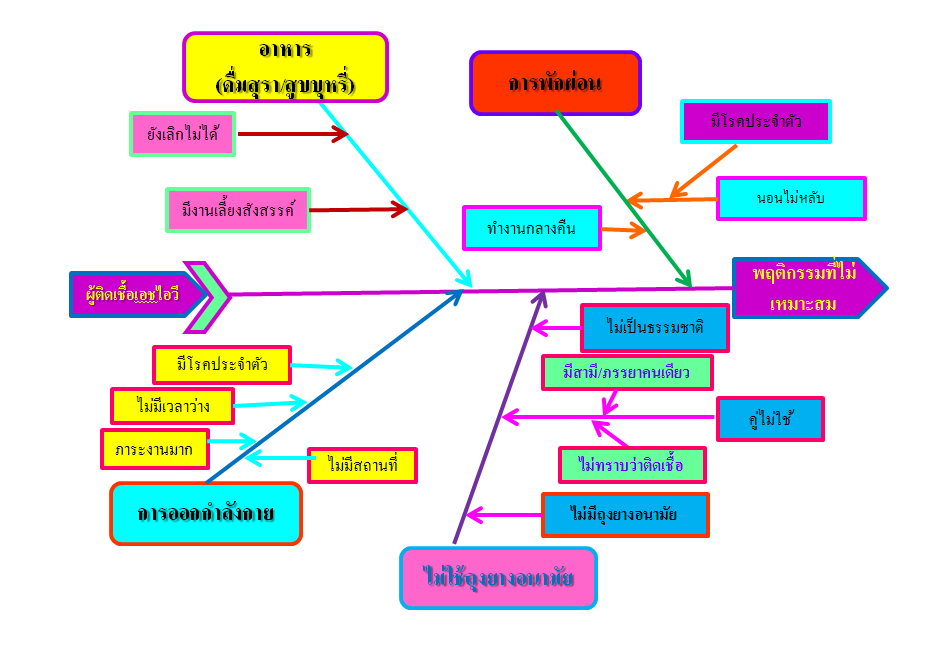 อาหาร
(ดื่มสุรา/สูบบุหรี่)
การพักผ่อน
ยังเลิกไม่ได้
มีโรคประจำตัว
มีงานเลี้ยงสังสรรค์
นอนไม่หลับ
ทำงานกลางคืน
ผู้ติดเชื้อเอชไอวี
พฤติกรรมที่ไม่
เหมาะสม
ไม่เป็นธรรมชาติ
มีโรคประจำตัว
มีสามี/ภรรยาคนเดียว
ไม่มีเวลาว่าง
คู่ไม่ใช้
ภาระงานมาก
ไม่มีสถานที่
ไม่ทราบว่าติดเชื้อ
การออกกำลังกาย
ไม่มีถุงยางอนามัย
ไม่ใช้ถุงยางอนามัย